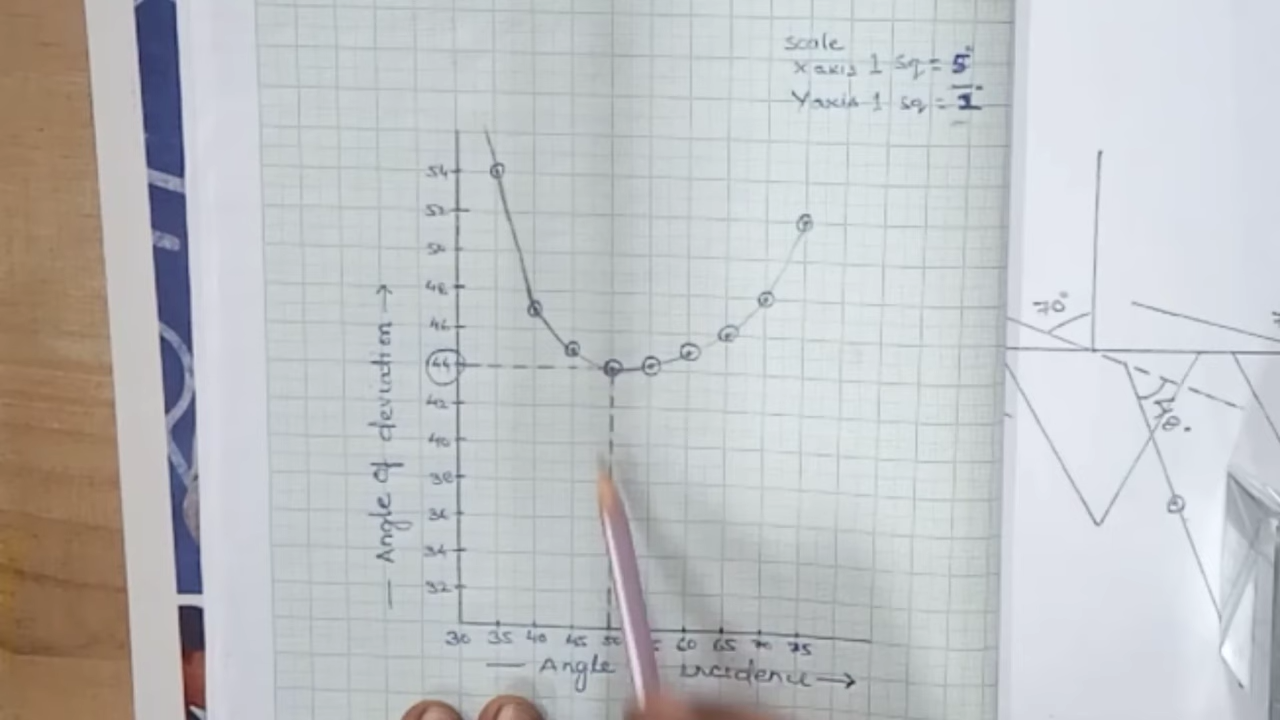 Scale
X axis 1 sq = 5°
Y axis 1 sq = 1°
54
52
50
48
46
44
42
40
38
36
34
32
30 35 40 45 50 60 65 70 75
— Angle incidence →
— Angle of deviation →
70°